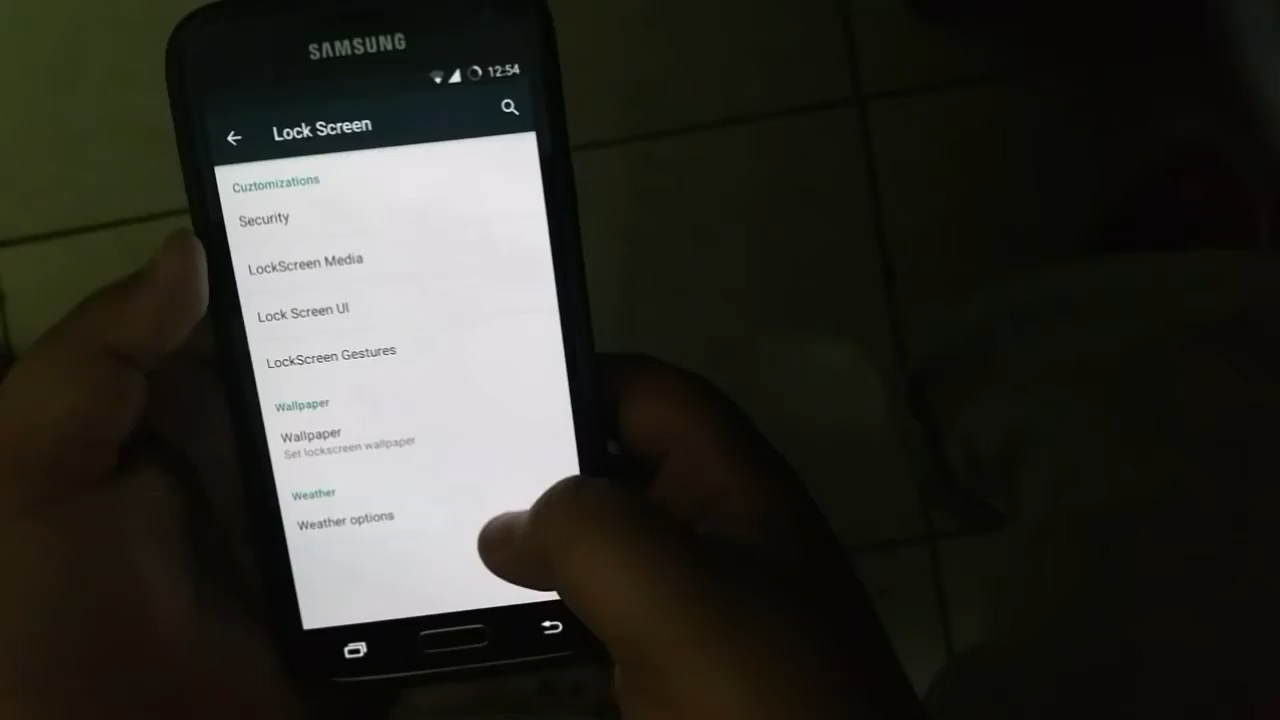 SAMSUNG
12:54
Lock Screen
Cuztomizations
Security
LockScreen Media
Lock Screen UI
LockScreen Gestures
Wallpaper
Wallpaper
Set lockscreen wallpaper
Weather
Weather options